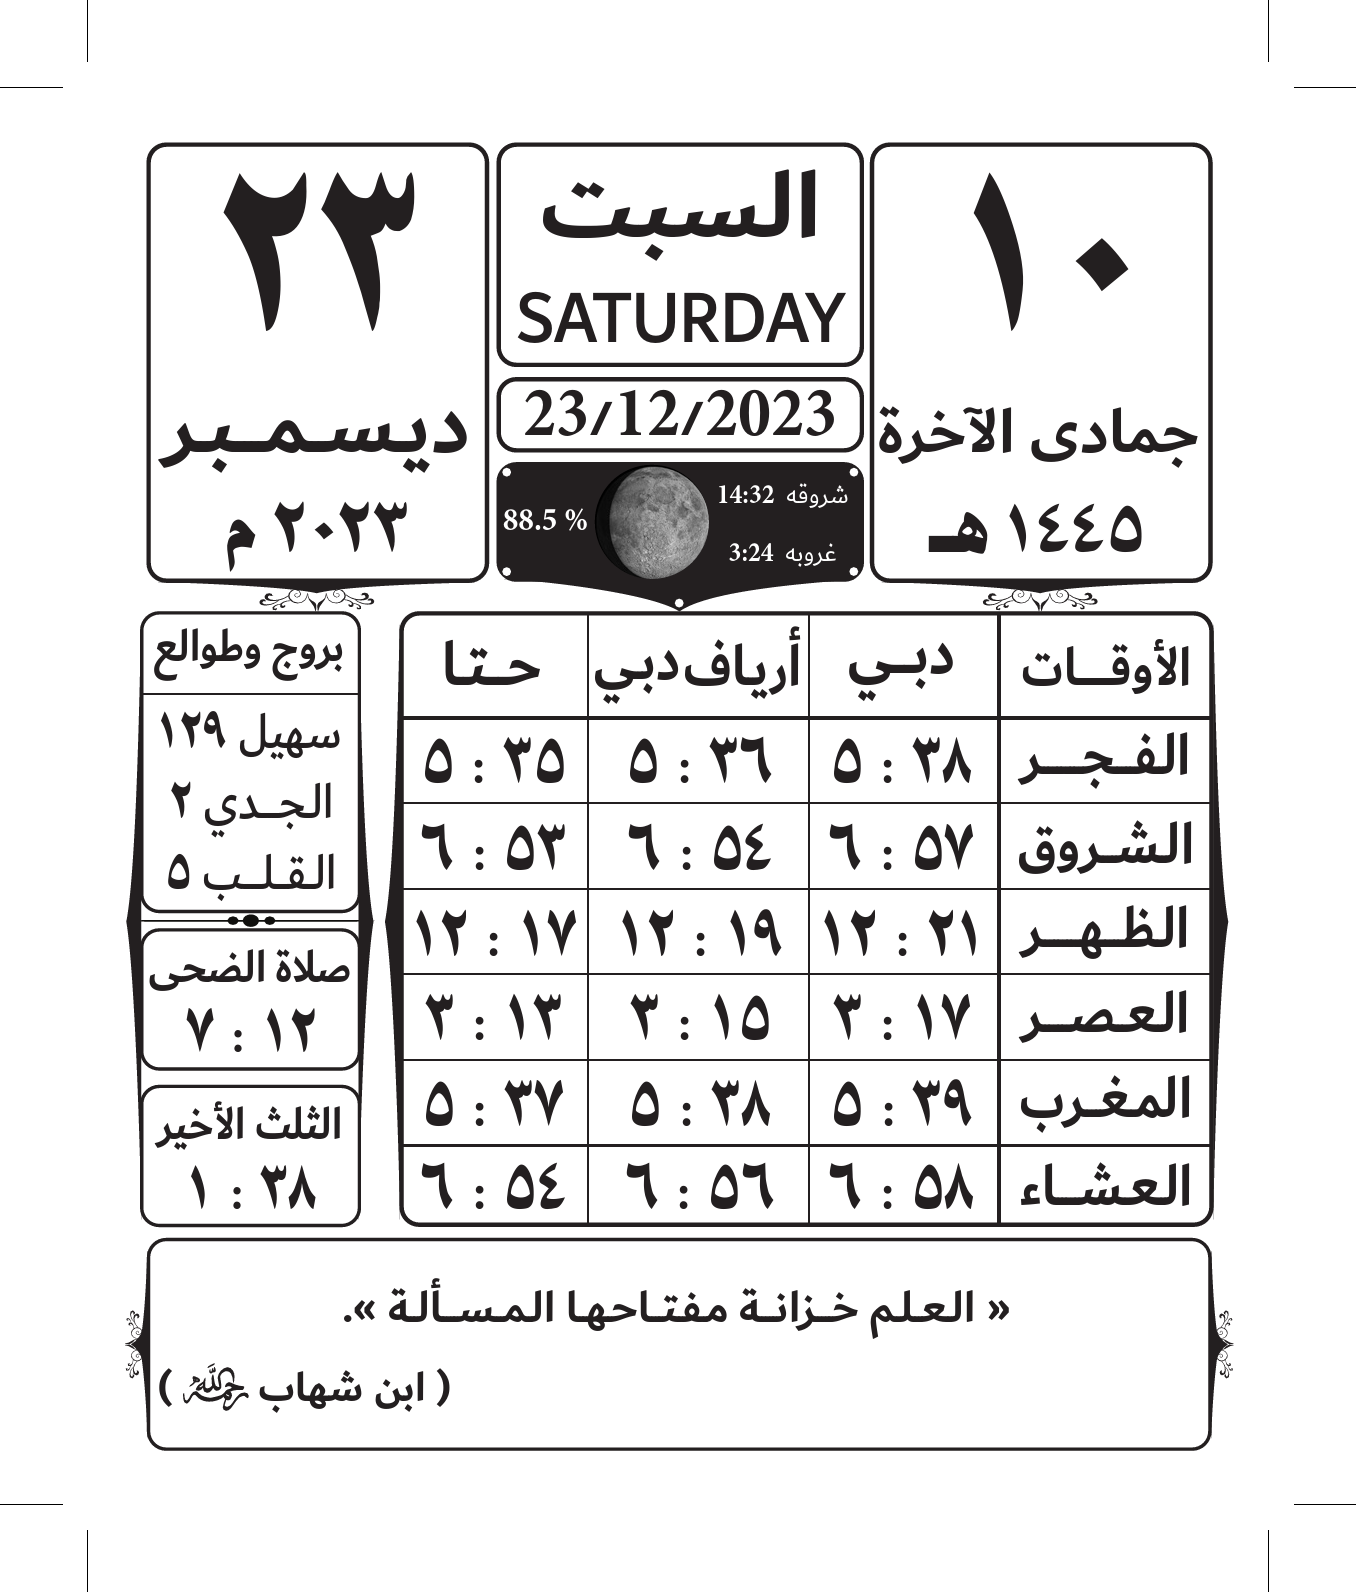 ١٠
جمادى الآخرة
١٤٤٥ هـ
السبت
SATURDAY
23/12/2023
شروقه 14:32
غروبه 3:24
88.5 %
٢٣
ديسمبر
٢٠٢٣ م
الأوقات دبي أرياف دبي حتا
الفجر ٥ : ٣٨ ٥ : ٣٦ ٥ : ٣٥
الشروق ٦ : ٥٧ ٦ : ٥٤ ٦ : ٥٣
الظهر ١٢ : ٢١ ١٢ : ١٩ ١٢ : ١٧
العصر ٣ : ١٧ ٣ : ١٥ ٣ : ١٣
المغرب ٥ : ٣٩ ٥ : ٣٨ ٥ : ٣٧
العشاء ٦ : ٥٨ ٦ : ٥٦ ٦ : ٥٤
بروج وطوالع
سهيل ١٢٩
الجدي ٢
القلب ٥
صلاة الضحى
٧ : ١٢
الثلث الأخير
١ : ٣٨
« العلم خزانة مفتاحها المسألة ».
( ابن شهاب رحمه الله )